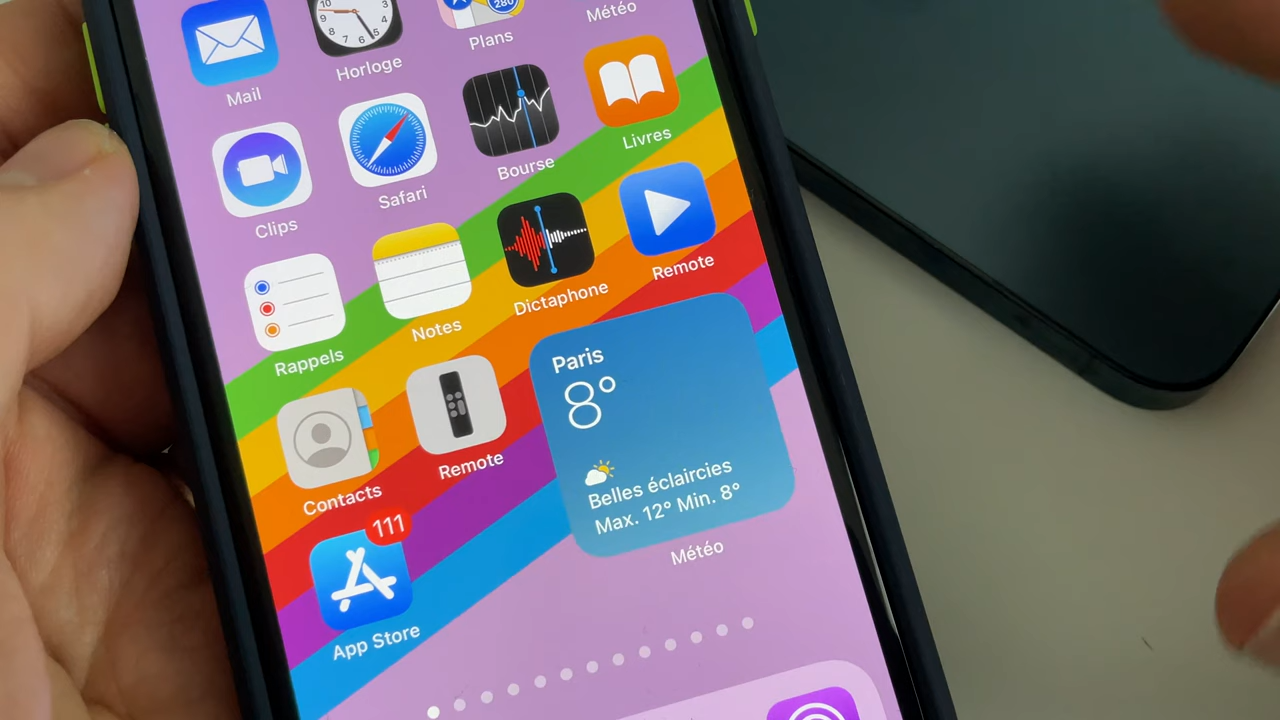 Mail
Horloge
Plans
280
Météo
Clips
Safari
Bourse
Livres
Rappels
Notes
Dictaphone
Remote
Contacts
Remote
Paris
8°
Belles éclaircies
Max. 12° Min. 8°
Météo
111
App Store